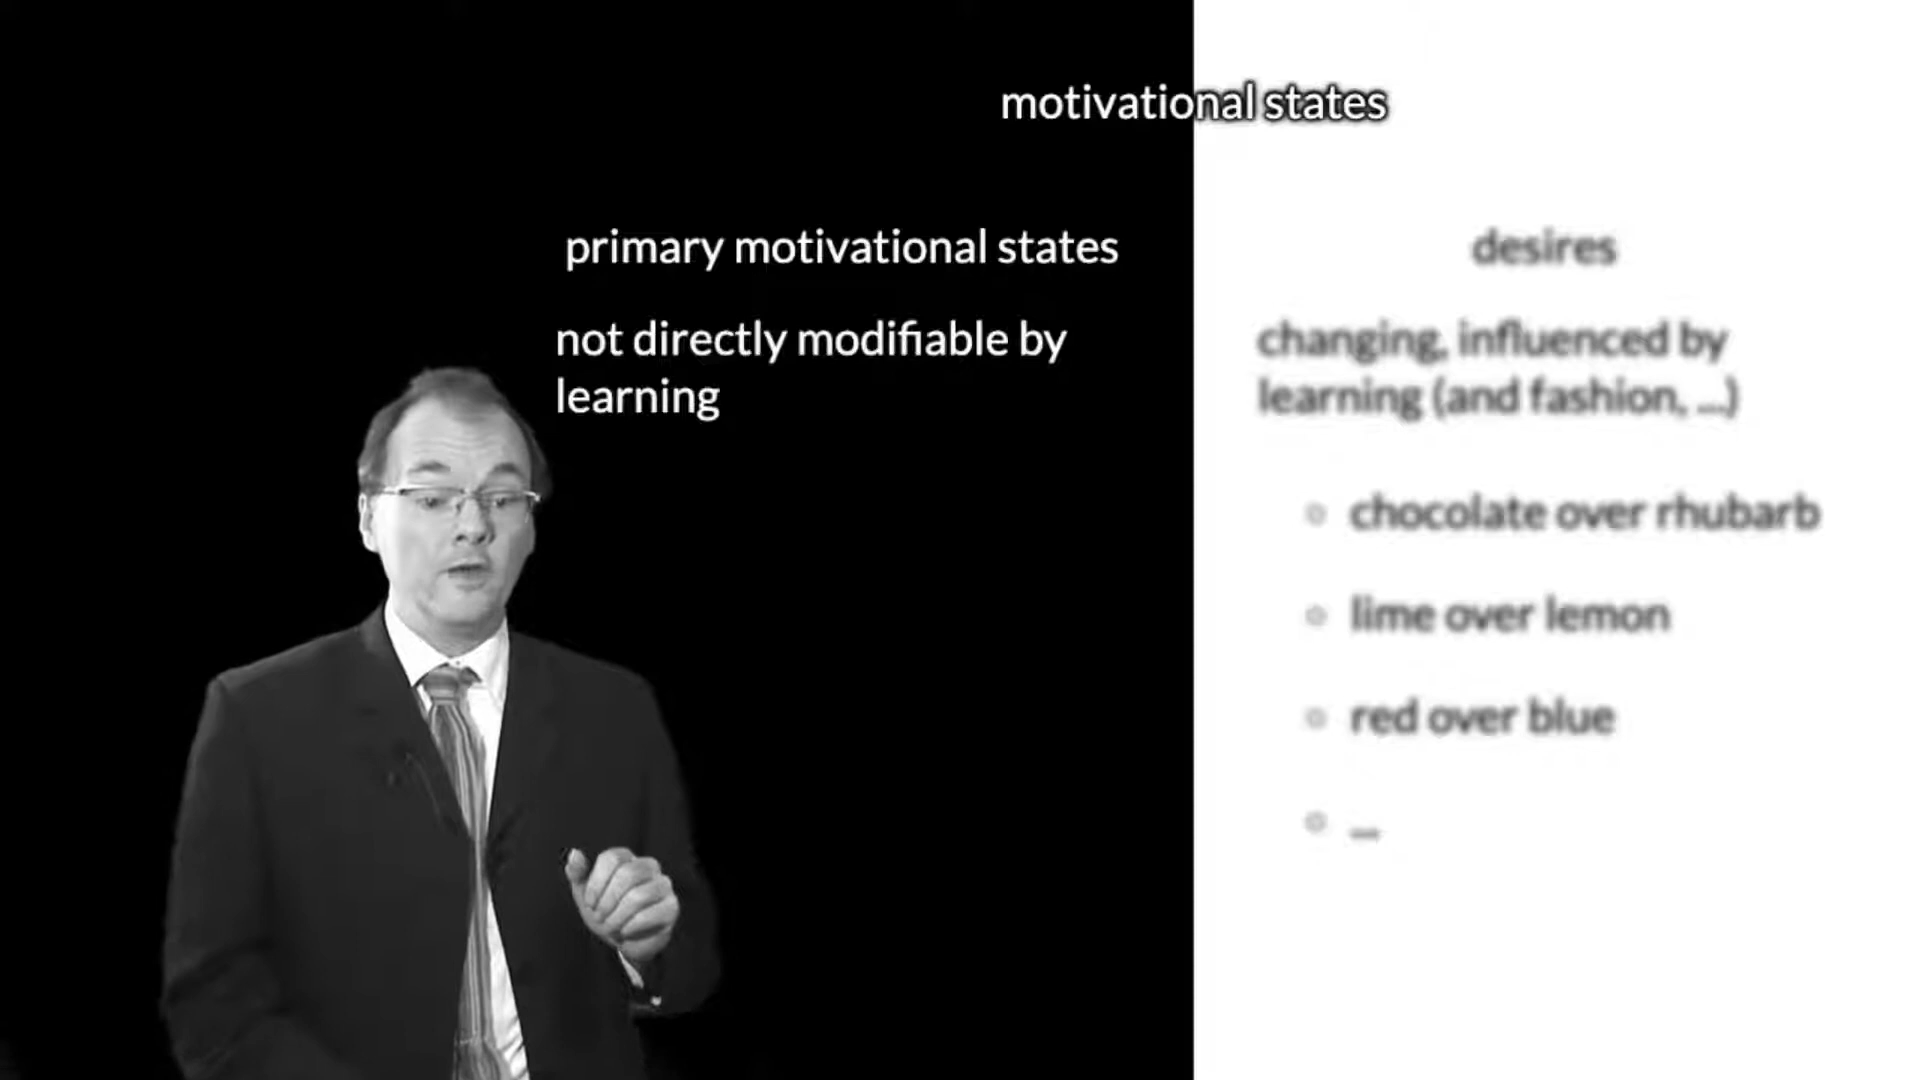 motivational states
primary motivational states
not directly modifiable by
learning
desires
changing, influenced by
learning (and fashion, ...)
chocolate over rhubarb
lime over lemon
red over blue
...